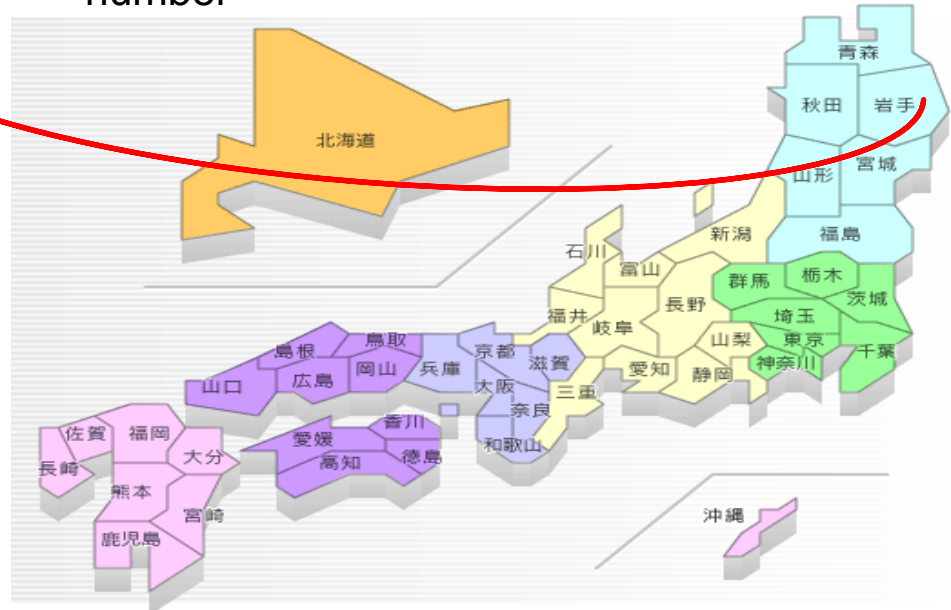 青森
秋田
岩手
北海道
山形
宮城
新潟
福島
石川
富山
群馬
栃木
茨城
長野
福井
岐阜
埼玉
山梨
東京
千葉
神奈川
静岡
愛知
三重
滋賀
京都
兵庫
大阪
奈良
和歌山
鳥取
島根
岡山
広島
山口
香川
愛媛
徳島
高知
福岡
佐賀
長崎
大分
熊本
宮崎
鹿児島
沖縄